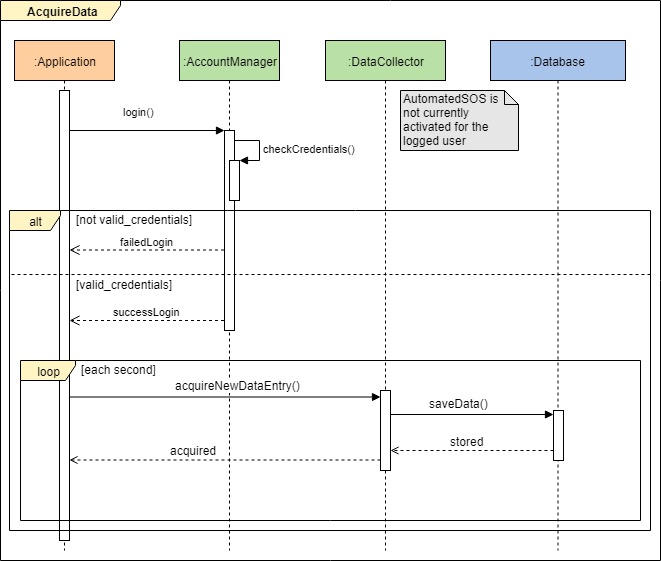 AcquireData
:Application
:AccountManager
:DataCollector
:Database
AutomatedSOS is
not currently
activated for the
logged user
login()
checkCredentials()
alt
[not valid_credentials]
failedLogin
[valid_credentials]
successLogin
loop
[each second]
acquireNewDataEntry()
saveData()
stored
acquired